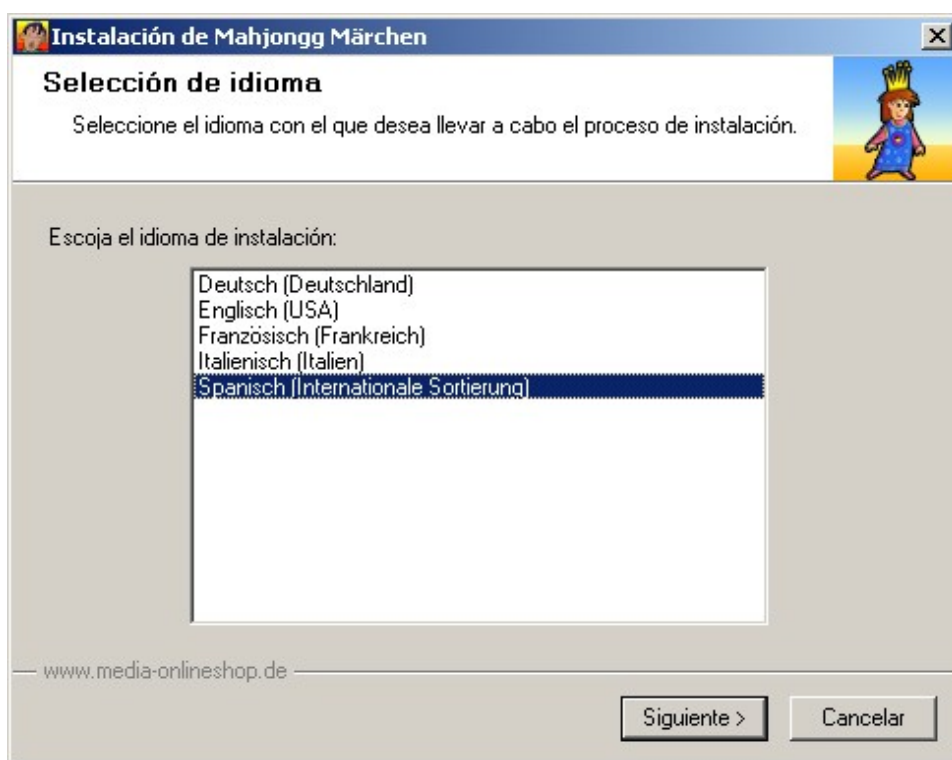 Instalación de Mahjongg Märchen
Selección de idioma
Seleccione el idioma con el que desea llevar a cabo el proceso de instalación.
Escoja el idioma de instalación:
Deutsch (Deutschland)
Englisch (USA)
Französisch (Frankreich)
Italienisch (Italien)
Spanisch (Internationale Sortierung)
www.media-onlineshop.de
Siguiente >
Cancelar